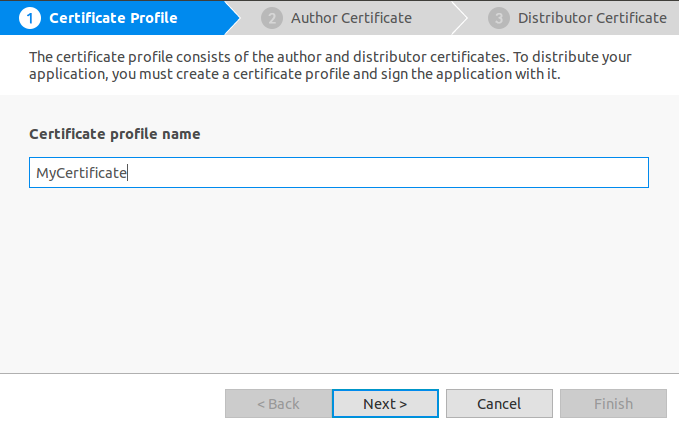 1 Certificate Profile 2 Author Certificate 3 Distributor Certificate
The certificate profile consists of the author and distributor certificates. To distribute your
application, you must create a certificate profile and sign the application with it.
Certificate profile name
MyCertificate
< Back Next > Cancel Finish